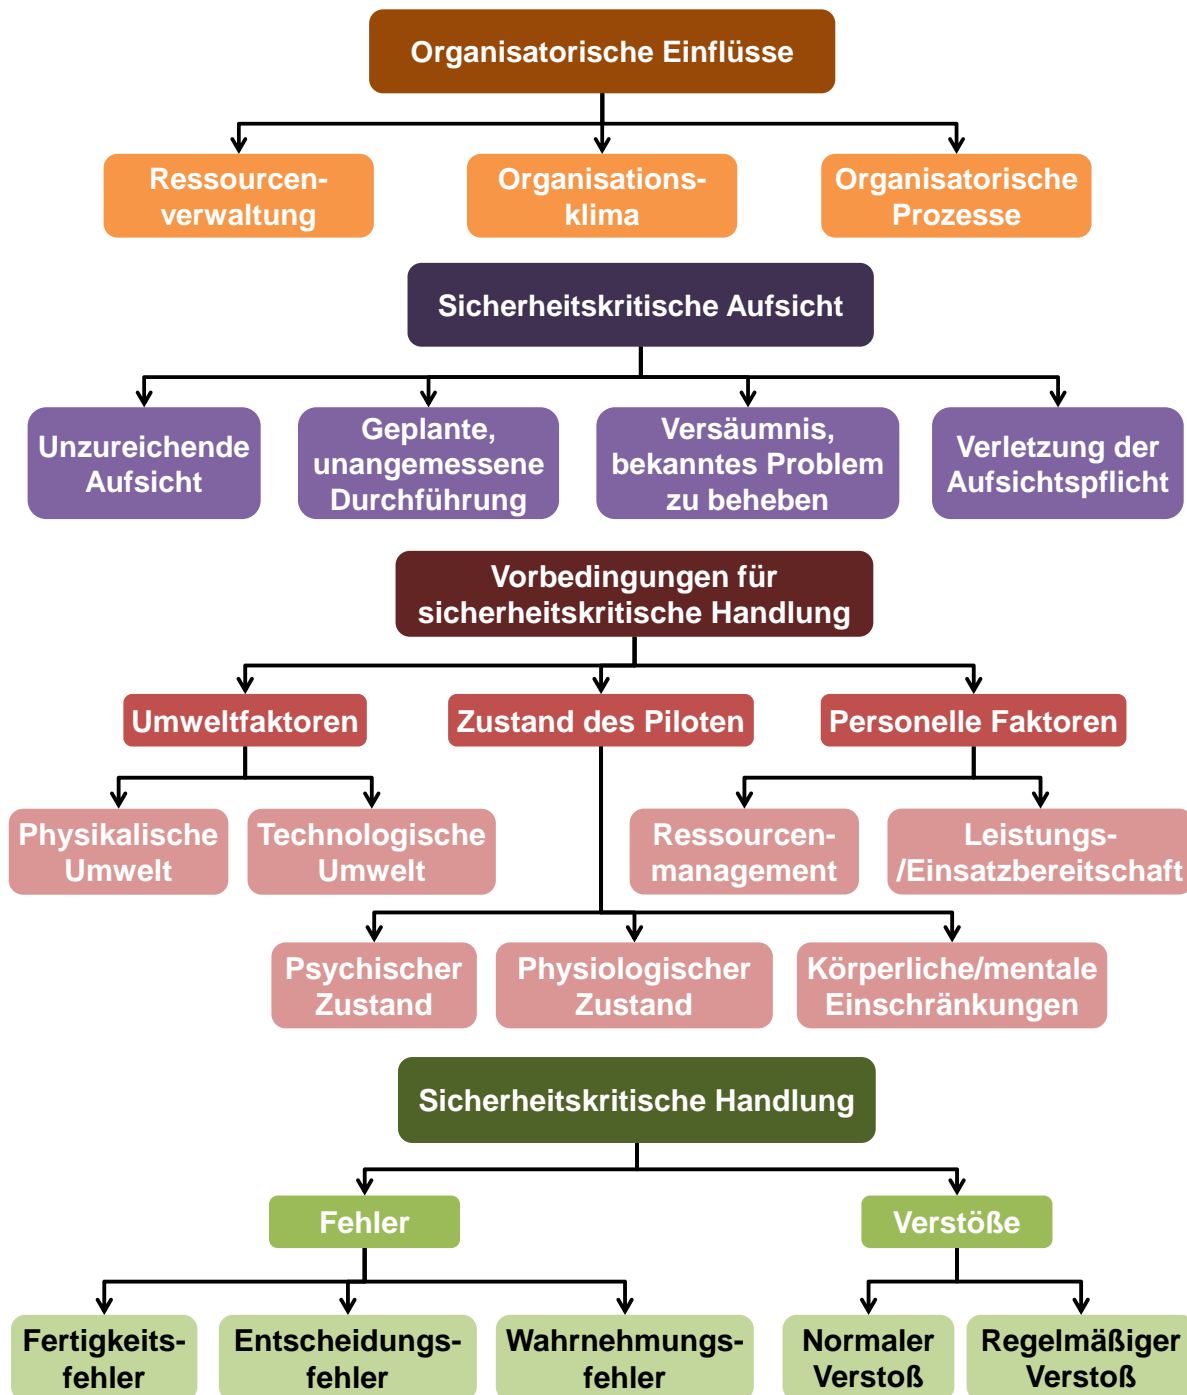 Organisatorische Einflüsse
Ressourcen-
verwaltung
Organisations-
klima
Organisatorische
Prozesse
Sicherheitskritische Aufsicht
Unzureichende
Aufsicht
Geplante,
unangemessene
Durchführung
Versäumnis,
bekanntes Problem
zu beheben
Verletzung der
Aufsichtspflicht
Vorbedingungen für
sicherheitskritische Handlung
Umweltfaktoren
Zustand des Piloten
Personelle Faktoren
Physikalische
Umwelt
Technologische
Umwelt
Ressourcen-
management
Leistungs-
/Einsatzbereitschaft
Psychischer
Zustand
Physiologischer
Zustand
Körperliche/mentale
Einschränkungen
Sicherheitskritische Handlung
Fehler
Verstöße
Fertigkeits-
fehler
Entscheidungs-
fehler
Wahrnehmungs-
fehler
Normaler
Verstoß
Regelmäßiger
Verstoß